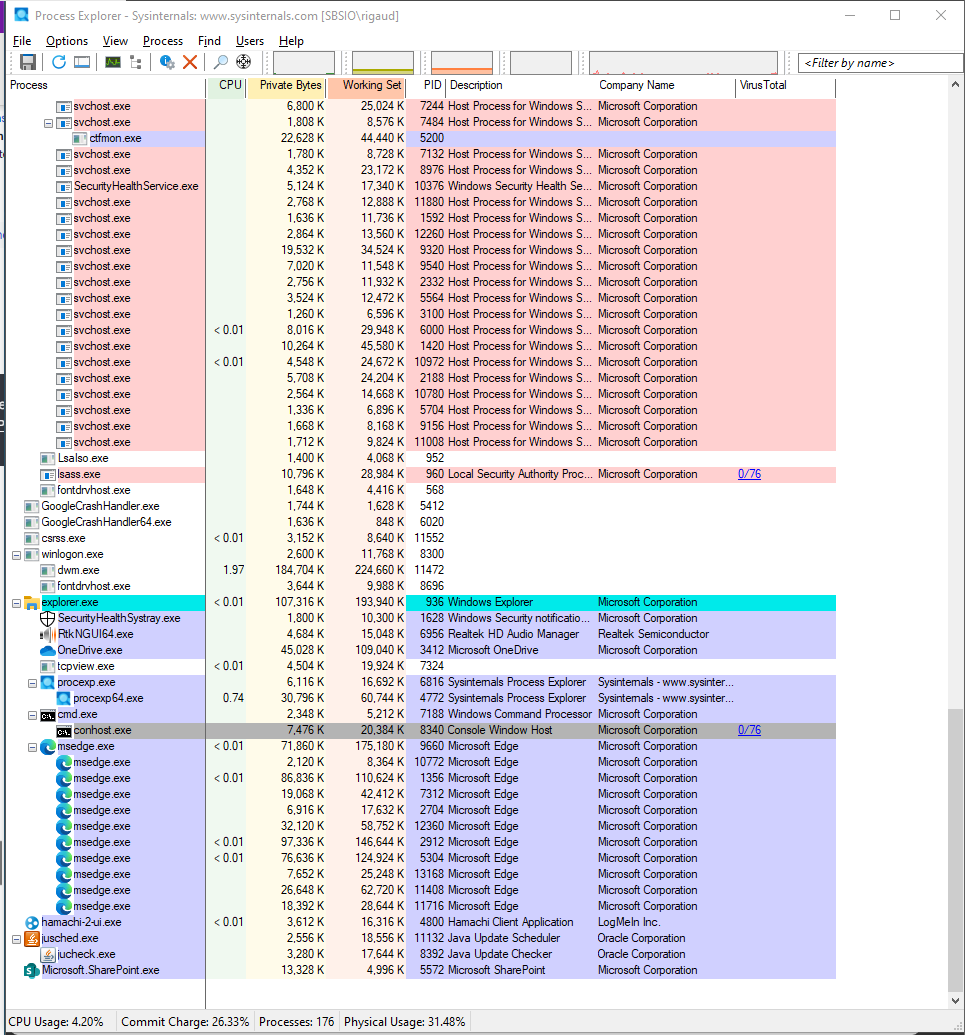 Process Explorer - Sysinternals: www.sysinternals.com [SBSIO\rigaud]
File Options View Process Find Users Help
<Filter by name>
Process CPU Private Bytes Working Set PID Description Company Name VirusTotal
svchost.exe 6,800 K 25,024 K 7244 Host Process for Windows S... Microsoft Corporation
svchost.exe 1,808 K 8,576 K 7484 Host Process for Windows S... Microsoft Corporation
ctfmon.exe 22,628 K 44,440 K 5200
svchost.exe 1,780 K 8,728 K 7132 Host Process for Windows S... Microsoft Corporation
svchost.exe 4,352 K 23,172 K 8976 Host Process for Windows S... Microsoft Corporation
SecurityHealthService.exe 5,124 K 17,340 K 10376 Windows Security Health Se... Microsoft Corporation
svchost.exe 2,768 K 12,888 K 11880 Host Process for Windows S... Microsoft Corporation
svchost.exe 1,636 K 11,736 K 1592 Host Process for Windows S... Microsoft Corporation
svchost.exe 2,864 K 13,560 K 12260 Host Process for Windows S... Microsoft Corporation
svchost.exe 19,532 K 34,524 K 9320 Host Process for Windows S... Microsoft Corporation
svchost.exe 7,020 K 11,548 K 9540 Host Process for Windows S... Microsoft Corporation
svchost.exe 2,756 K 11,932 K 2332 Host Process for Windows S... Microsoft Corporation
svchost.exe 3,524 K 12,472 K 5564 Host Process for Windows S... Microsoft Corporation
svchost.exe 1,260 K 6,596 K 3100 Host Process for Windows S... Microsoft Corporation
svchost.exe < 0.01 8,016 K 29,948 K 6000 Host Process for Windows S... Microsoft Corporation
svchost.exe 10,264 K 45,580 K 1420 Host Process for Windows S... Microsoft Corporation
svchost.exe < 0.01 4,548 K 24,672 K 10972 Host Process for Windows S... Microsoft Corporation
svchost.exe 5,708 K 24,204 K 2188 Host Process for Windows S... Microsoft Corporation
svchost.exe 2,564 K 14,668 K 10780 Host Process for Windows S... Microsoft Corporation
svchost.exe 1,336 K 6,896 K 5704 Host Process for Windows S... Microsoft Corporation
svchost.exe 1,668 K 8,168 K 9156 Host Process for Windows S... Microsoft Corporation
svchost.exe 1,712 K 9,824 K 11008 Host Process for Windows S... Microsoft Corporation
LsaIso.exe 1,400 K 4,068 K 952
lsass.exe 10,796 K 28,984 K 960 Local Security Authority Proc... Microsoft Corporation 0/76
fontdrvhost.exe 1,648 K 4,416 K 568
GoogleCrashHandler.exe 1,744 K 1,628 K 5412
GoogleCrashHandler64.exe 1,636 K 848 K 6020
csrss.exe < 0.01 3,152 K 8,640 K 11552
winlogon.exe 2,600 K 11,768 K 8300
dwm.exe 1.97 184,704 K 224,660 K 11472
fontdrvhost.exe 3,644 K 9,988 K 8696
explorer.exe < 0.01 107,316 K 193,940 K 936 Windows Explorer Microsoft Corporation
SecurityHealthSystray.exe 1,800 K 10,300 K 1628 Windows Security notificatio... Microsoft Corporation
RtkNGUI64.exe 4,684 K 15,048 K 6956 Realtek HD Audio Manager Realtek Semiconductor
OneDrive.exe 45,028 K 109,040 K 3412 Microsoft OneDrive Microsoft Corporation
tcpview.exe < 0.01 4,504 K 19,924 K 7324
procexp.exe 6,116 K 16,692 K 6816 Sysinternals Process Explorer Sysinternals - www.sysinter...
procexp64.exe 0.74 30,796 K 60,744 K 4772 Sysinternals Process Explorer Sysinternals - www.sysinter...
cmd.exe 2,348 K 5,212 K 7188 Windows Command Processor Microsoft Corporation
conhost.exe 7,476 K 20,384 K 8340 Console Window Host Microsoft Corporation 0/76
msedge.exe < 0.01 71,860 K 175,180 K 9660 Microsoft Edge Microsoft Corporation
msedge.exe 2,120 K 8,364 K 10772 Microsoft Edge Microsoft Corporation
msedge.exe < 0.01 86,836 K 110,624 K 1356 Microsoft Edge Microsoft Corporation
msedge.exe 19,068 K 42,412 K 7312 Microsoft Edge Microsoft Corporation
msedge.exe 6,916 K 17,632 K 2704 Microsoft Edge Microsoft Corporation
msedge.exe 32,120 K 58,752 K 12360 Microsoft Edge Microsoft Corporation
msedge.exe < 0.01 97,336 K 146,644 K 2912 Microsoft Edge Microsoft Corporation
msedge.exe < 0.01 76,636 K 124,924 K 5304 Microsoft Edge Microsoft Corporation
msedge.exe 7,652 K 25,248 K 13168 Microsoft Edge Microsoft Corporation
msedge.exe 26,648 K 62,720 K 11408 Microsoft Edge Microsoft Corporation
msedge.exe 18,392 K 28,644 K 11716 Microsoft Edge Microsoft Corporation
hamachi-2-ui.exe < 0.01 3,612 K 16,316 K 4800 Hamachi Client Application LogMeIn Inc.
jusched.exe 2,556 K 18,556 K 11132 Java Update Scheduler Oracle Corporation
jucheck.exe 3,280 K 17,644 K 8392 Java Update Checker Oracle Corporation
Microsoft.SharePoint.exe 13,328 K 4,996 K 5572 Microsoft SharePoint Microsoft Corporation
CPU Usage: 4.20% Commit Charge: 26.33% Processes: 176 Physical Usage: 31.48%